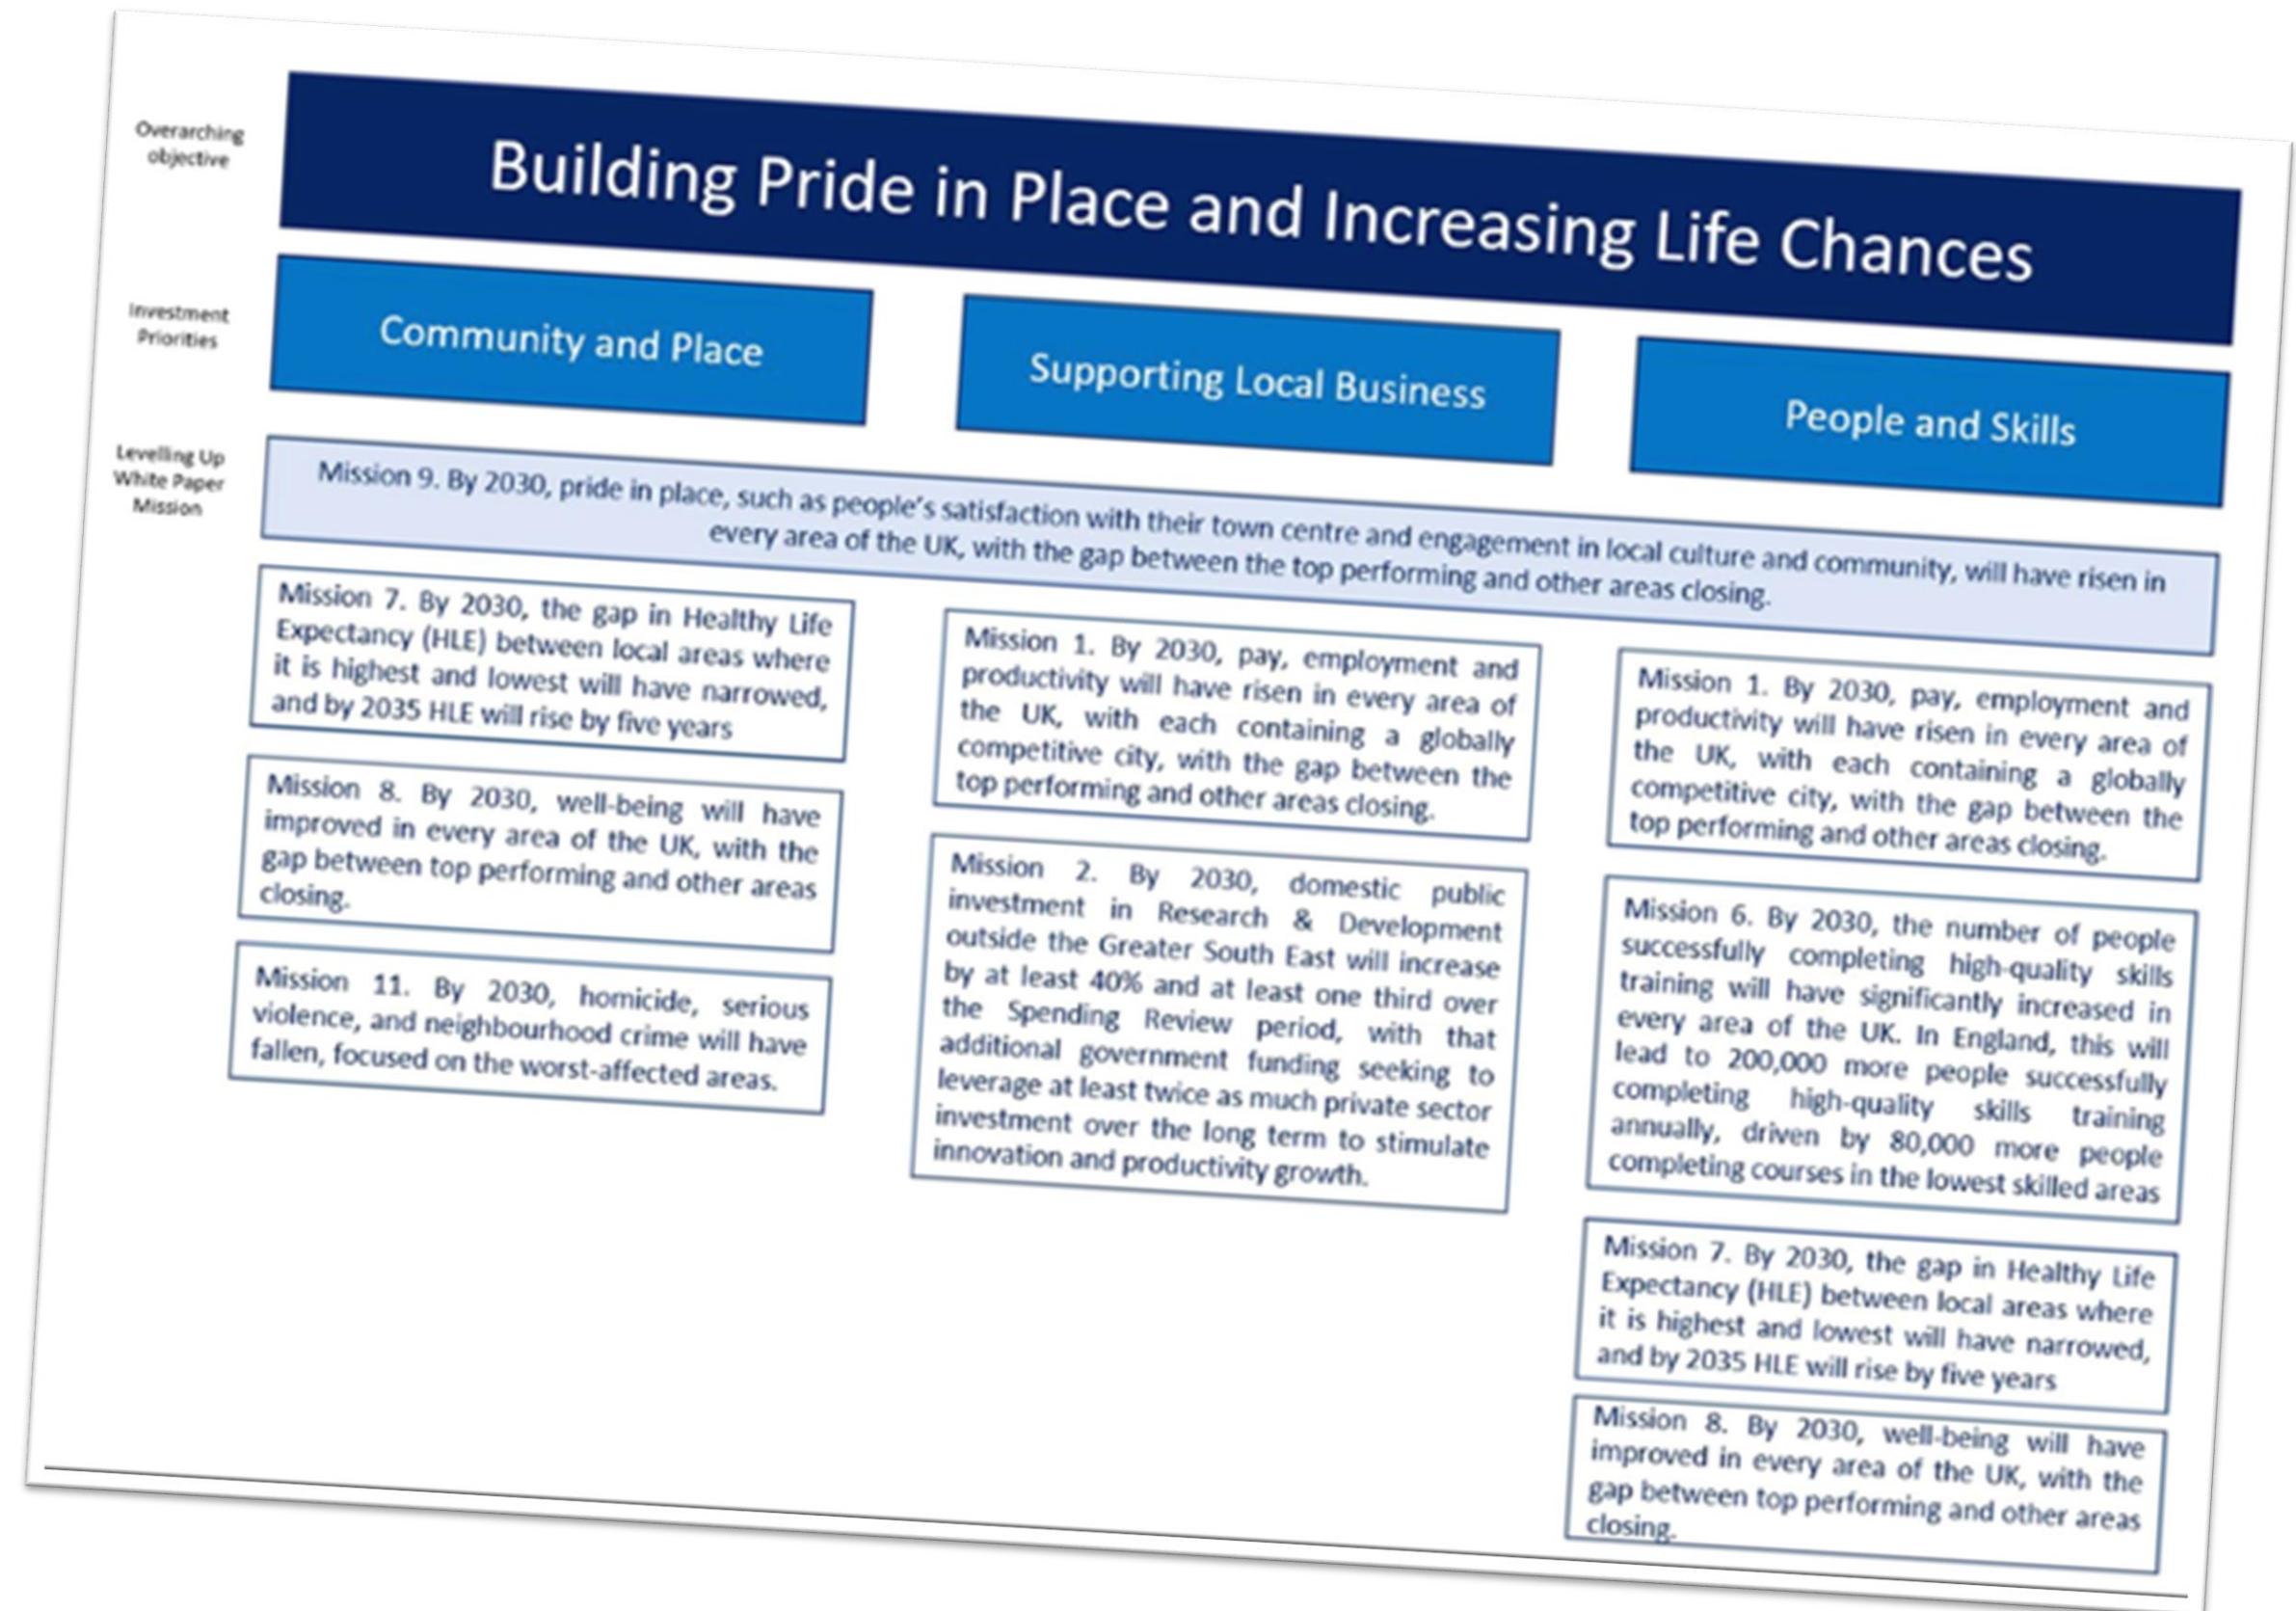 Overarching
objective
Building Pride in Place and Increasing Life Chances
Investment
Priorities
Community and Place
Supporting Local Business
People and Skills
Levelling Up
White Paper
Mission
Mission 9. By 2030, pride in place, such as people's satisfaction with their town centre and engagement in local culture and community, will have risen in
every area of the UK, with the gap between the top performing and other areas closing.
Mission 7. By 2030, the gap in Healthy Life
Expectancy (HLE) between local areas where
it is highest and lowest will have narrowed,
and by 2035 HLE will rise by five years
Mission 8. By 2030, well-being will have
improved in every area of the UK, with the
gap between top performing and other areas
closing.
Mission 11. By 2030, homicide, serious
violence, and neighbourhood crime will have
fallen, focused on the worst-affected areas.
Mission 1. By 2030, pay, employment and
productivity will have risen in every area of
the UK, with each containing a globally
competitive city, with the gap between the
top performing and other areas closing.
Mission 2. By 2030, domestic public
investment in Research & Development
outside the Greater South East will increase
by at least 40% and at least one third over
the Spending Review period, with that
additional government funding seeking to
leverage at least twice as much private sector
investment over the long term to stimulate
innovation and productivity growth.
Mission 1. By 2030, pay, employment and
productivity will have risen in every area of
the UK, with each containing a globally
competitive city, with the gap between the
top performing and other areas closing.
Mission 6. By 2030, the number of people
successfully completing high-quality skills
training will have significantly increased in
every area of the UK. In England, this will
lead to 200,000 more people successfully
completing high-quality skills training
annually, driven by 80,000 more people
completing courses in the lowest skilled areas
Mission 7. By 2030, the gap in Healthy Life
Expectancy (HLE) between local areas where
it is highest and lowest will have narrowed,
and by 2035 HLE will rise by five years
Mission 8. By 2030, well-being will have
improved in every area of the UK, with the
gap between top performing and other areas
closing.